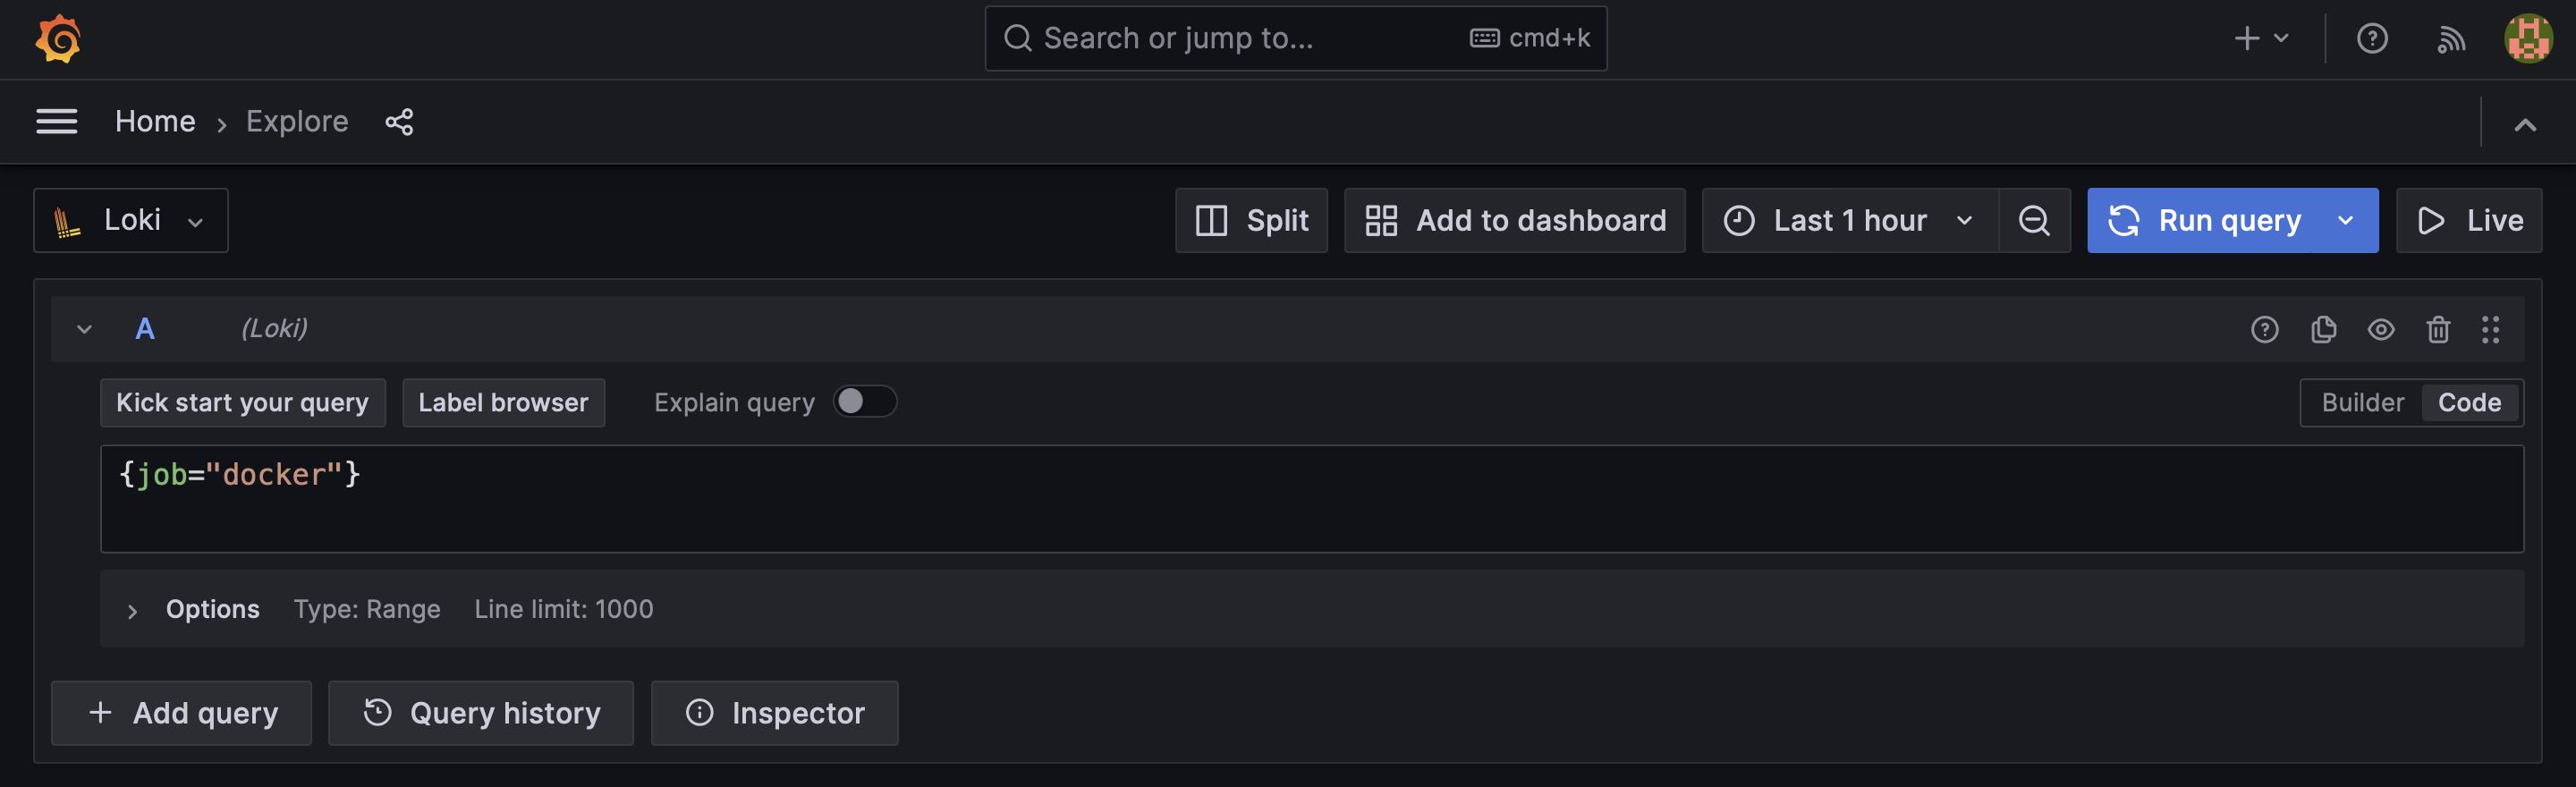 Search or jump to... cmd+k
Home › Explore
Loki Split Add to dashboard Last 1 hour Run query Live
A (Loki)
Kick start your query Label browser Explain query Builder Code
{job="docker"}
Options Type: Range Line limit: 1000
Add query Query history Inspector